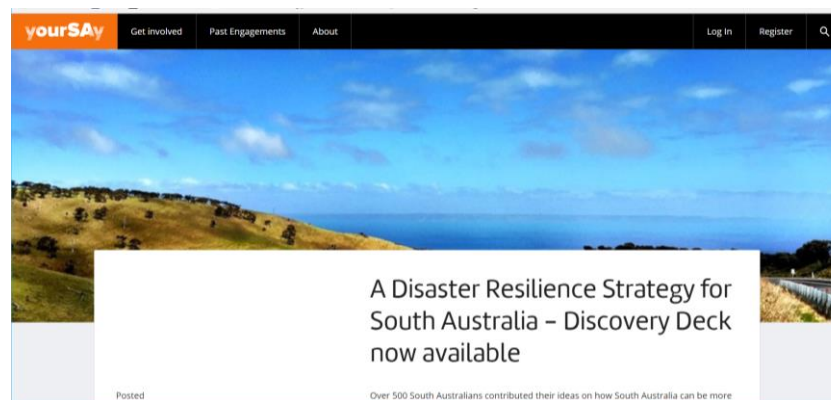 yourSAy Get involved Past Engagements About Log In Register
A Disaster Resilience Strategy for
South Australia – Discovery Deck
now available
Posted
Over 500 South Australians contributed their ideas on how South Australia can be more